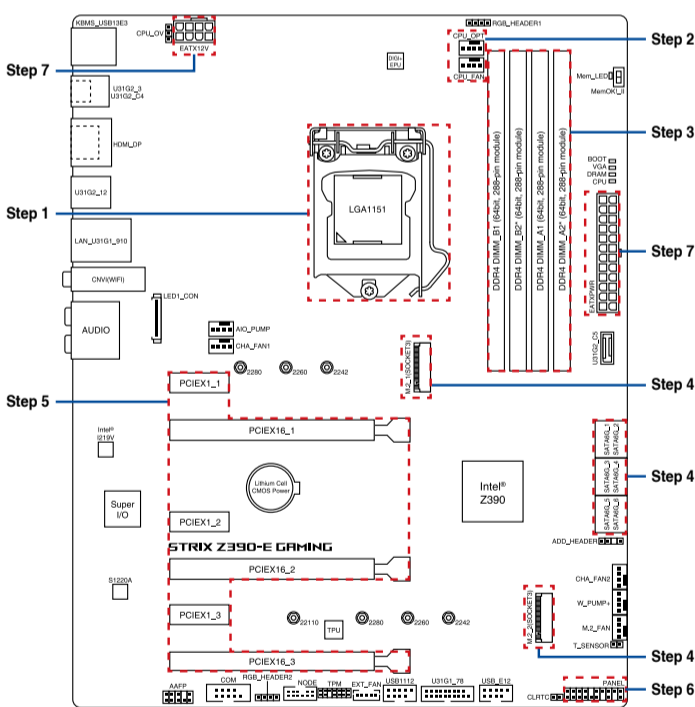 KBMS_USB13E3
CPU_OV
EATX12V
RGB_HEADER1
CPU_OPT
CPU_FAN
Step 2
Step 7
DIGI+
EPU
Mem_LED
MemOK!_II
U31G2_3
U31G2_C4
HDMI_DP
Step 3
BOOT
VGA
DRAM
CPU
U31G2_12
Step 1
LGA1151
DDR4 DIMM_B1 (64bit, 288-pin module)
DDR4 DIMM_B2* (64bit, 288-pin module)
DDR4 DIMM_A1 (64bit, 288-pin module)
DDR4 DIMM_A2* (64bit, 288-pin module)
EATXPWR
Step 7
LAN_U31G1_910
CNVI(WIFI)
LED1_CON
AUDIO
AIO_PUMP
CHA_FAN1
U31G2_C5
2280
2260
2242
M.2_1(SOCKET3)
Step 4
PCIEX1_1
Step 5
PCIEX16_1
Intel®
I219V
Lithium Cell
CMOS Power
Intel®
Z390
SATA6G_1
SATA6G_2
SATA6G_3
SATA6G_4
SATA6G_5
SATA6G_6
Step 4
Super
I/O
PCIEX1_2
STRIX Z390-E GAMING
ADD_HEADER
PCIEX16_2
S1220A
CHA_FAN2
W_PUMP+
M.2_FAN
T_SENSOR
PCIEX1_3
22110
TPU
2280
2260
2242
M.2_2(SOCKET3)
Step 4
PCIEX16_3
AAFP
COM
RGB_HEADER2
NODE
TPM
EXT_FAN
USB1112
U31G1_78
USB_E12
CLRTC
PANEL
Step 6